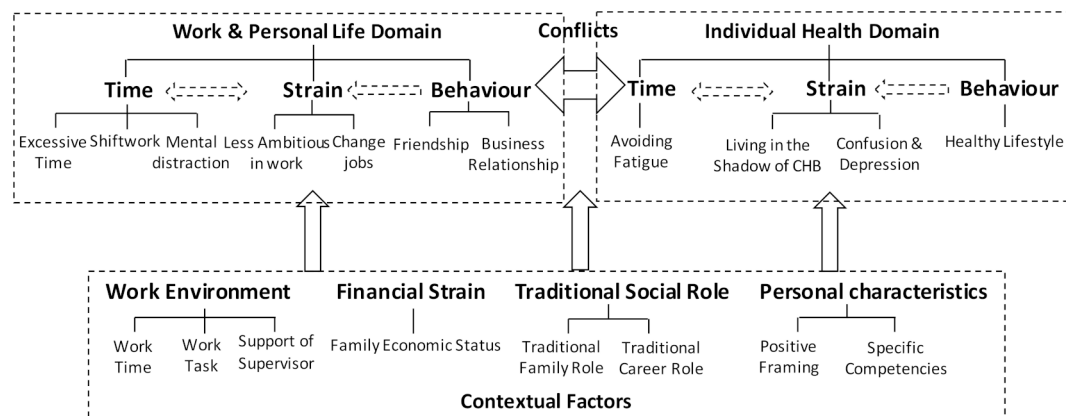 Work & Personal Life Domain
Conflicts
Individual Health Domain
Time
Strain
Behaviour
Time
Strain
Behaviour
Excessive
Time
Shiftwork
Mental
distraction
Less Ambitious
in work
Change
jobs
Friendship
Business
Relationship
Avoiding
Fatigue
Living in the
Shadow of CHB
Confusion &
Depression
Healthy Lifestyle
Work Environment
Financial Strain
Traditional Social Role
Personal characteristics
Work
Time
Work
Task
Support of
Supervisor
Family Economic Status
Traditional
Family Role
Traditional
Career Role
Positive
Framing
Specific
Competencies
Contextual Factors